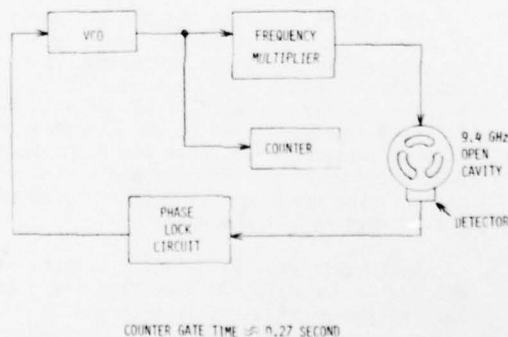 VCO
FREQUENCY
MULTIPLIER
COUNTER
9.4 GHz
OPEN
CAVITY
DETECTOR
PHASE
LOCK
CIRCUIT
COUNTER GATE TIME ≈ 0.27 SECOND